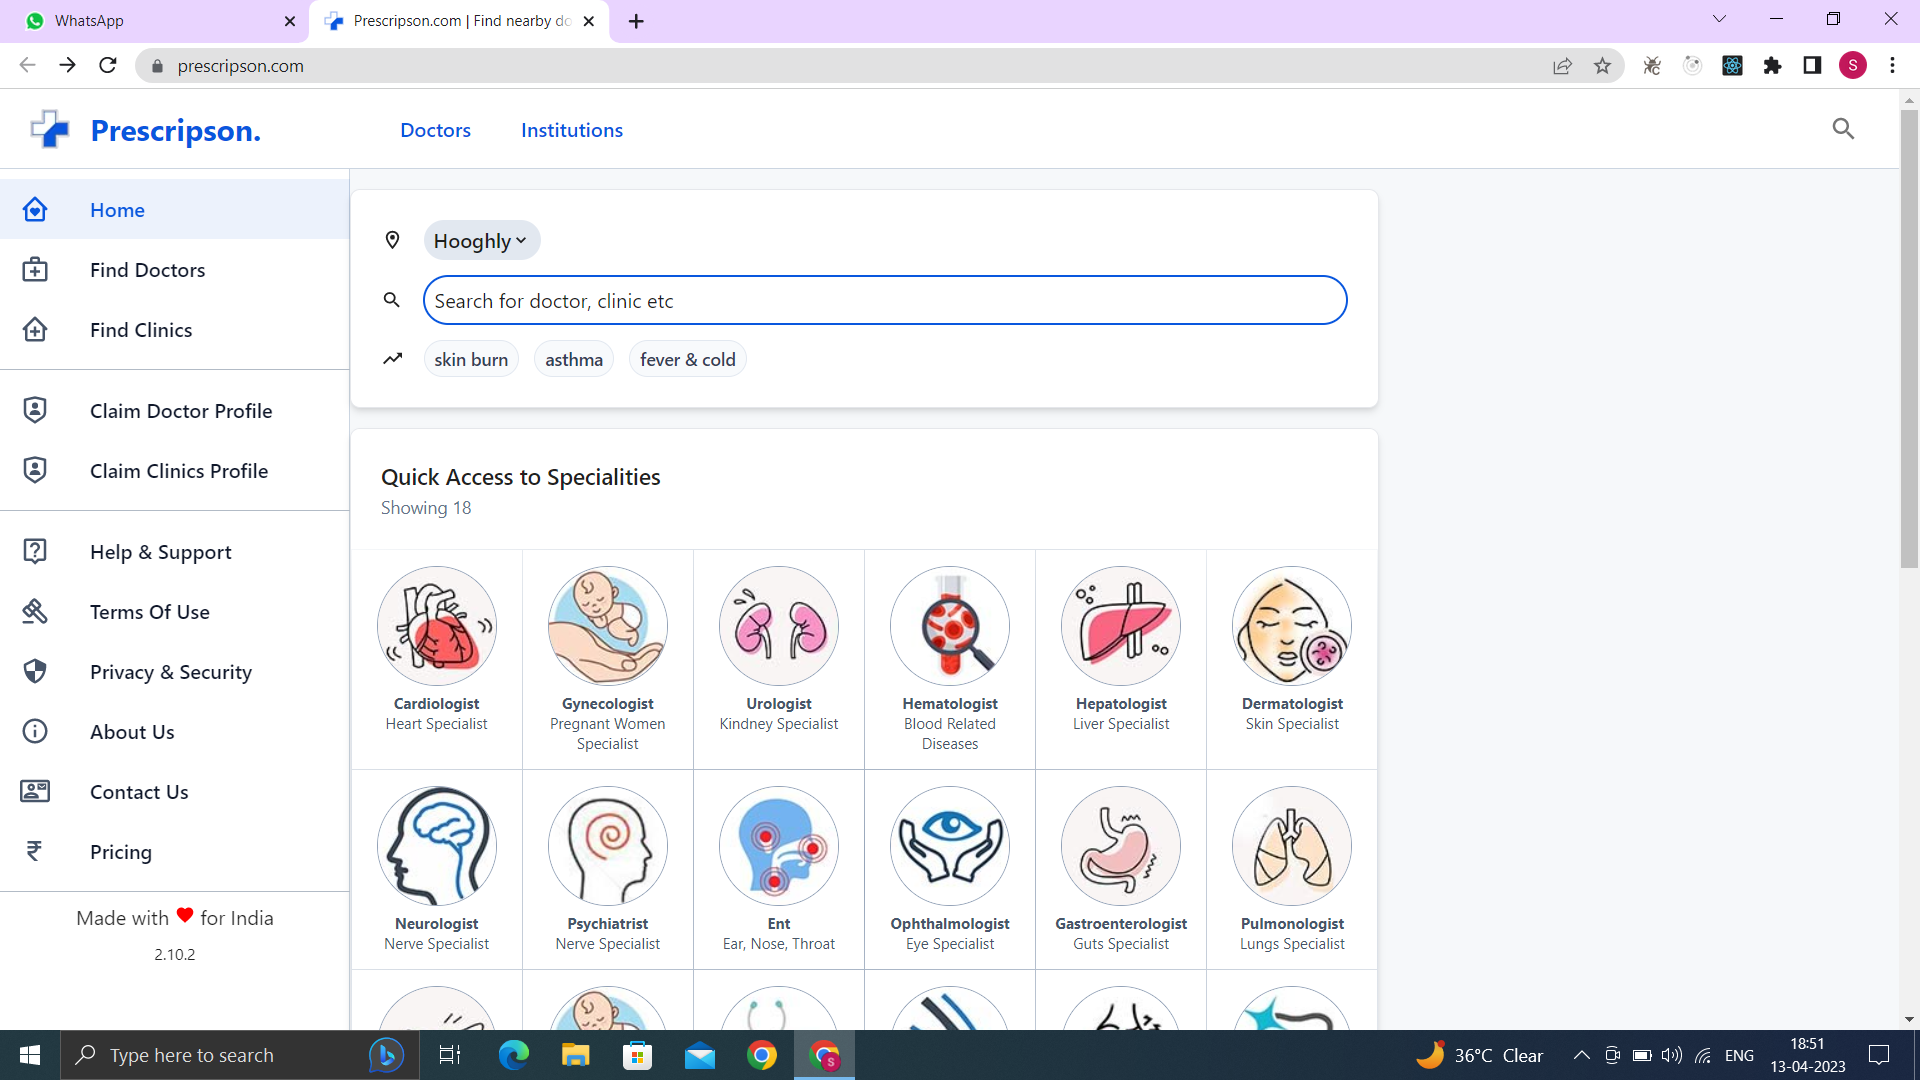 WhatsApp
Prescripson.com | Find nearby do
prescripson.com
S
Prescripson.
Doctors
Institutions
Home
Find Doctors
Find Clinics
Claim Doctor Profile
Claim Clinics Profile
Help & Support
Terms Of Use
Privacy & Security
About Us
Contact Us
Pricing
Made with ❤ for India
2.10.2
Hooghly
Search for doctor, clinic etc
skin burn
asthma
fever & cold
Quick Access to Specialities
Showing 18
Cardiologist
Heart Specialist
Gynecologist
Pregnant Women
Specialist
Urologist
Kindney Specialist
Hematologist
Blood Related
Diseases
Hepatologist
Liver Specialist
Dermatologist
Skin Specialist
Neurologist
Nerve Specialist
Psychiatrist
Nerve Specialist
Ent
Ear, Nose, Throat
Ophthalmologist
Eye Specialist
Gastroenterologist
Guts Specialist
Pulmonologist
Lungs Specialist
Type here to search
S
36°C Clear
ENG
18:51
13-04-2023